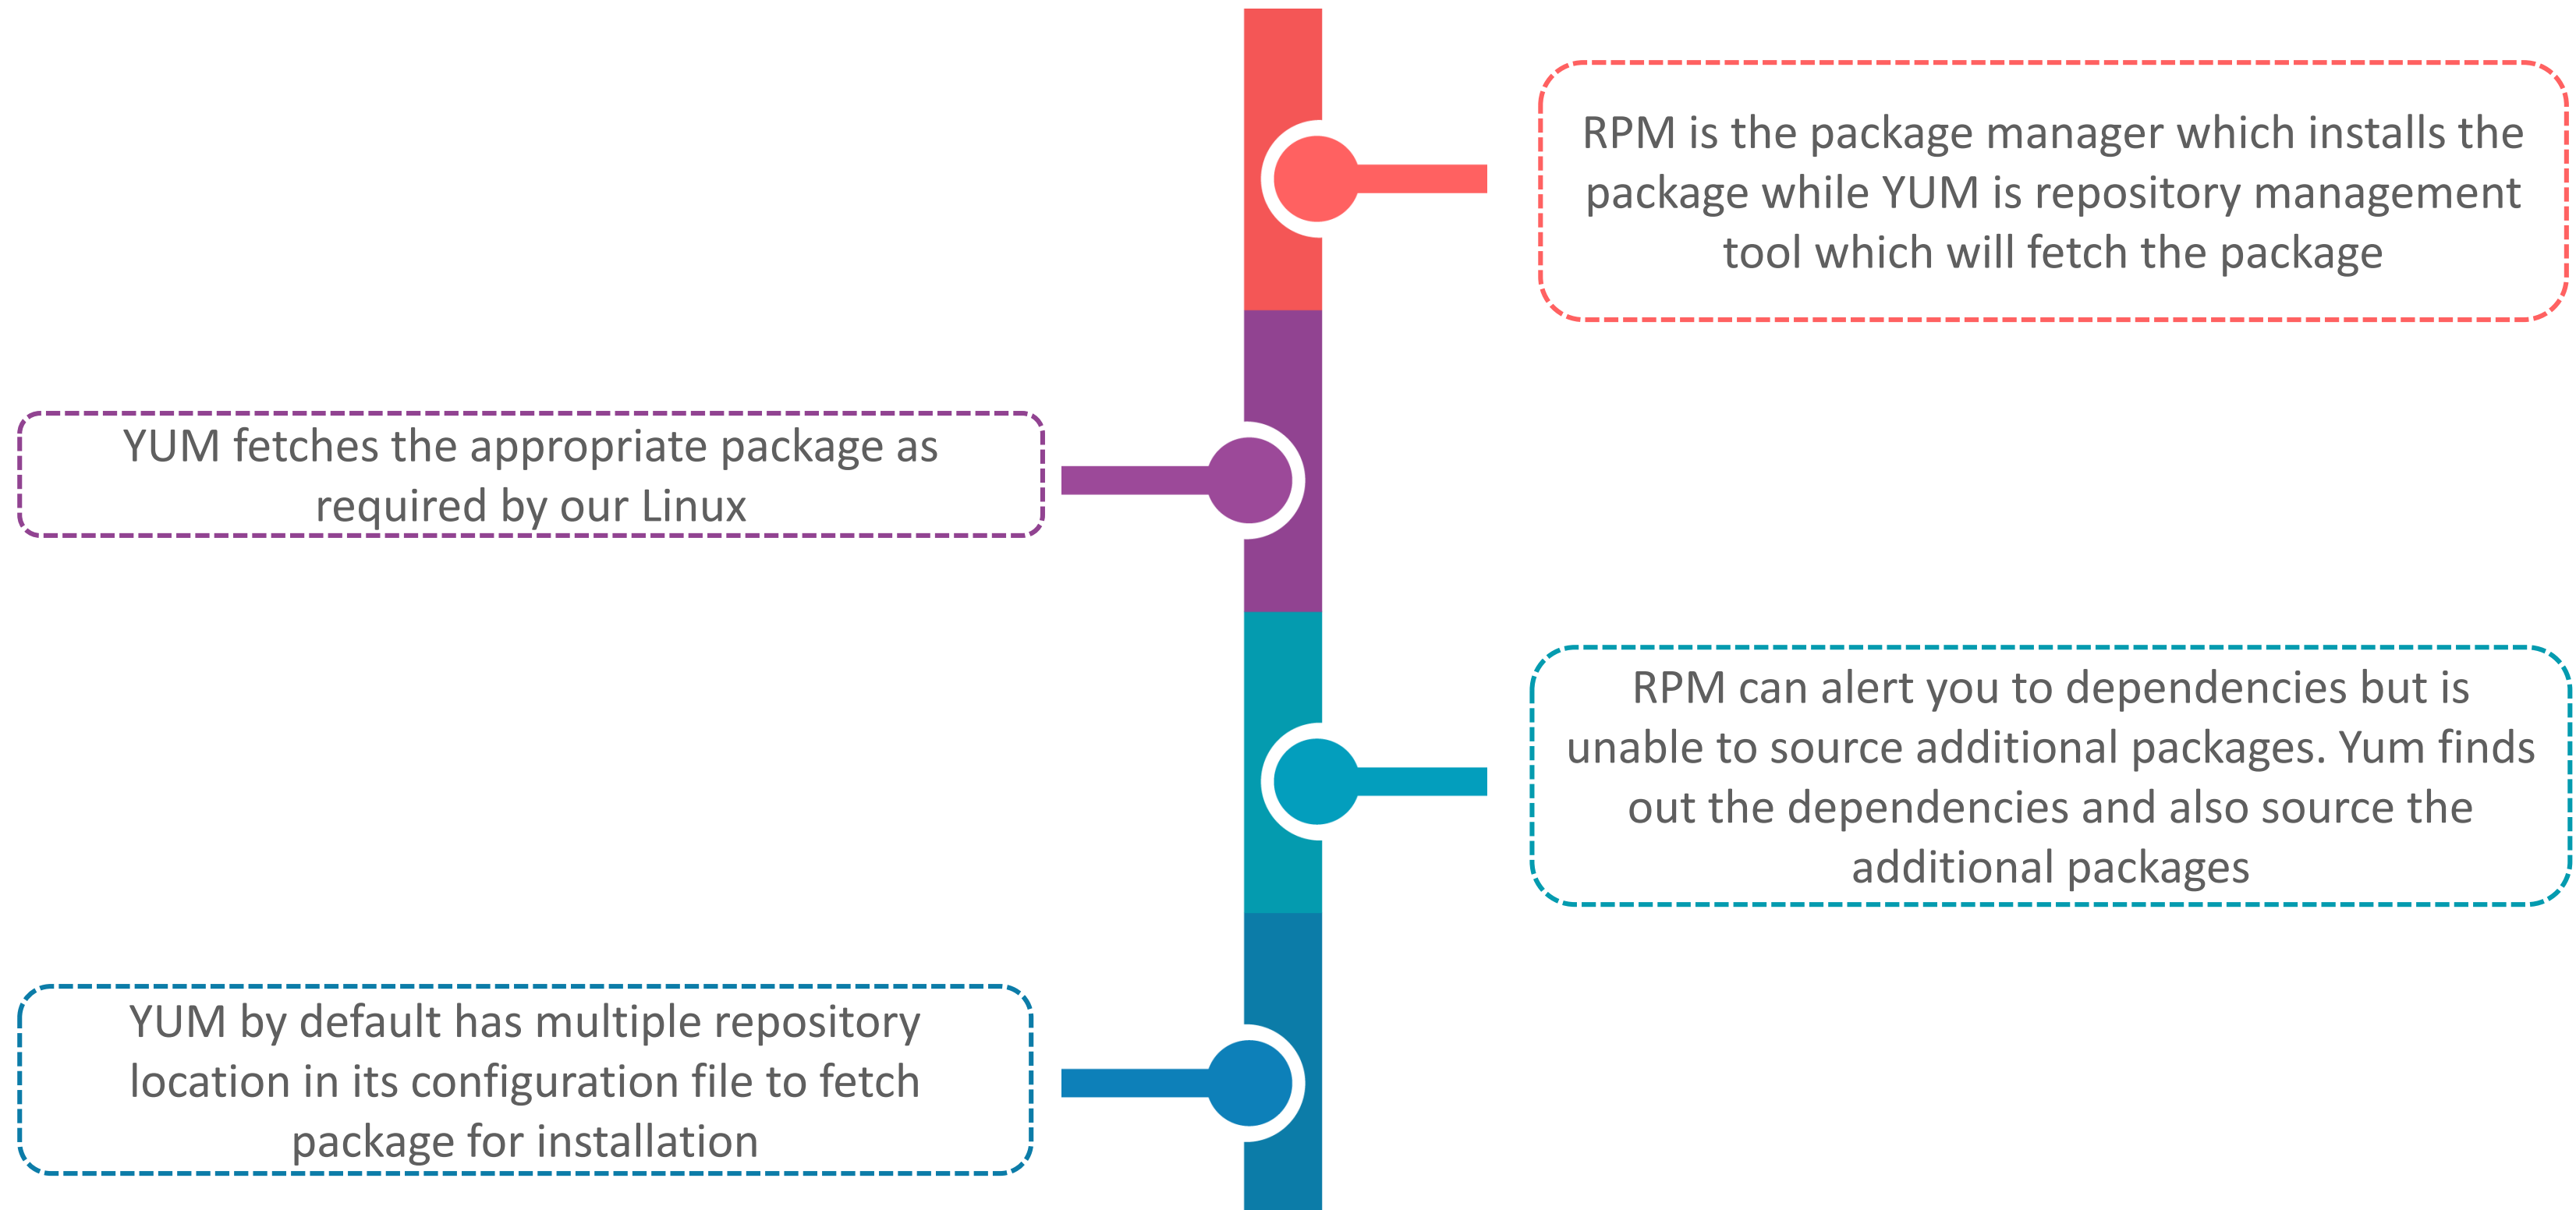 RPM is the package manager which installs the
package while YUM is repository management
tool which will fetch the package
YUM fetches the appropriate package as
required by our Linux
RPM can alert you to dependencies but is
unable to source additional packages. Yum finds
out the dependencies and also source the
additional packages
YUM by default has multiple repository
location in its configuration file to fetch
package for installation